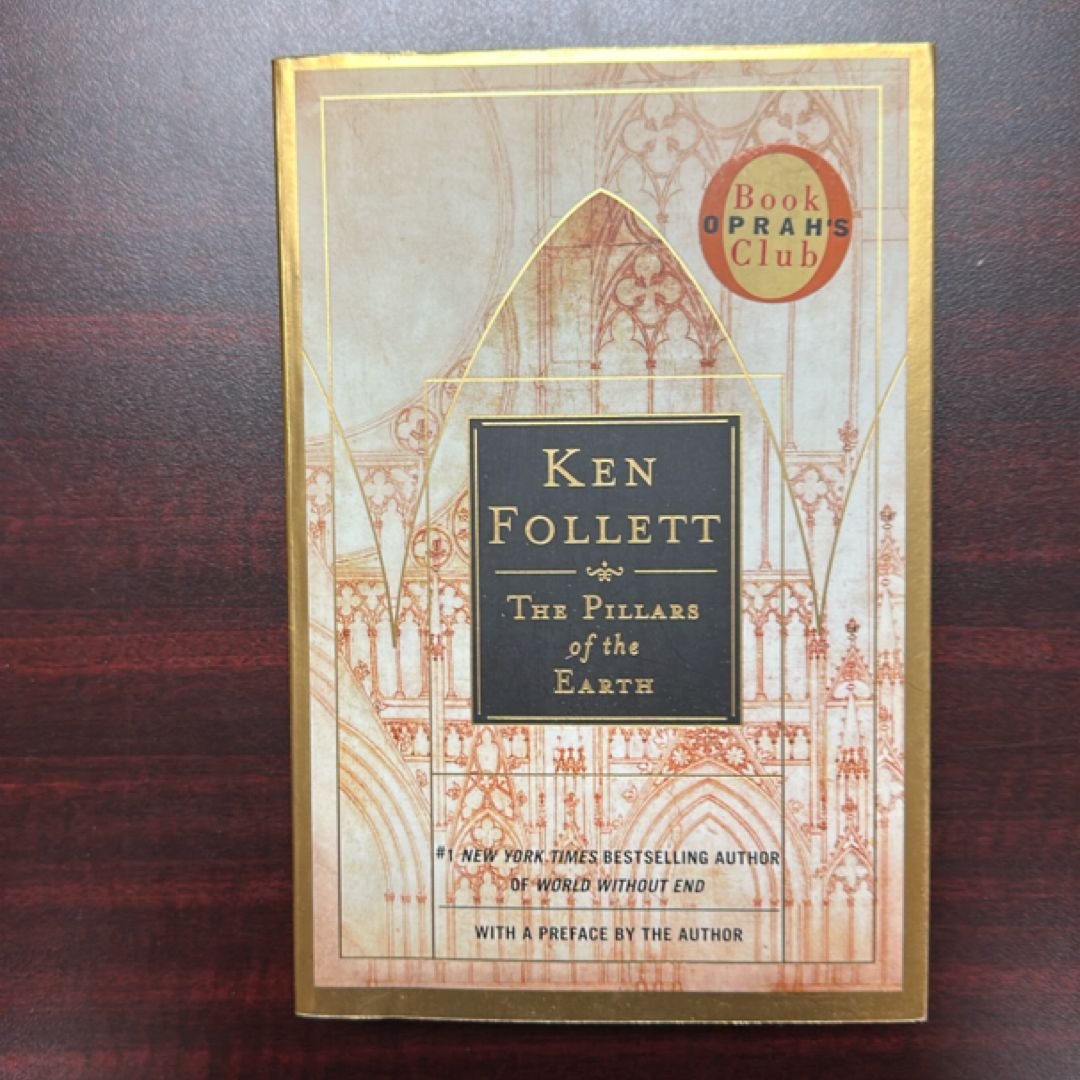 Book
OPRAH'S
Club
KEN
FOLLETT
THE PILLARS
of the
EARTH
#1 NEW YORK TIMES BESTSELLING AUTHOR
OF WORLD WITHOUT END
WITH A PREFACE BY THE AUTHOR